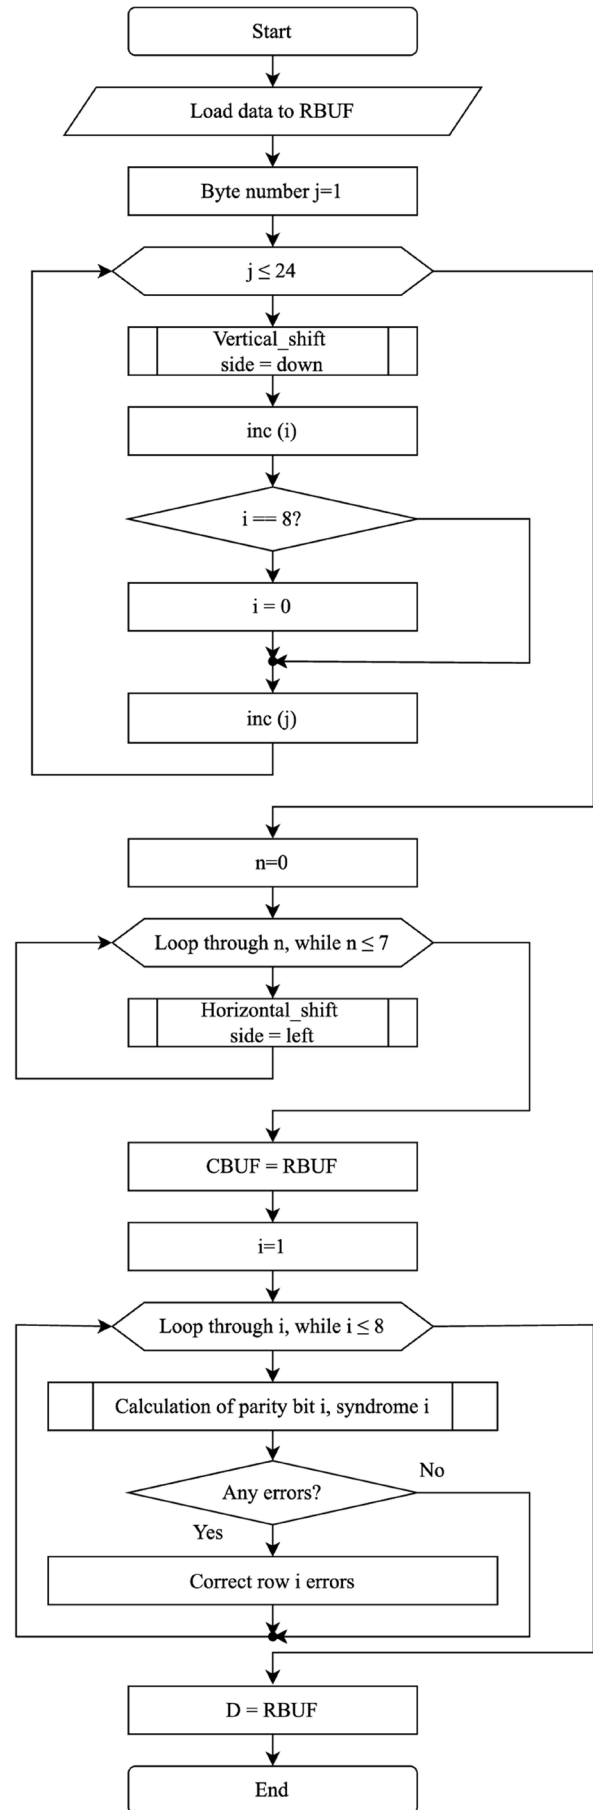 Start
Load data to RBUF
Byte number j=1
j ≤ 24
Vertical_shift
side = down
inc (i)
i == 8?
i = 0
inc (j)
n=0
Loop through n, while n ≤ 7
Horizontal_shift
side = left
CBUF = RBUF
i=1
Loop through i, while i ≤ 8
Calculation of parity bit i, syndrome i
No
Any errors?
Yes
Correct row i errors
D = RBUF
End